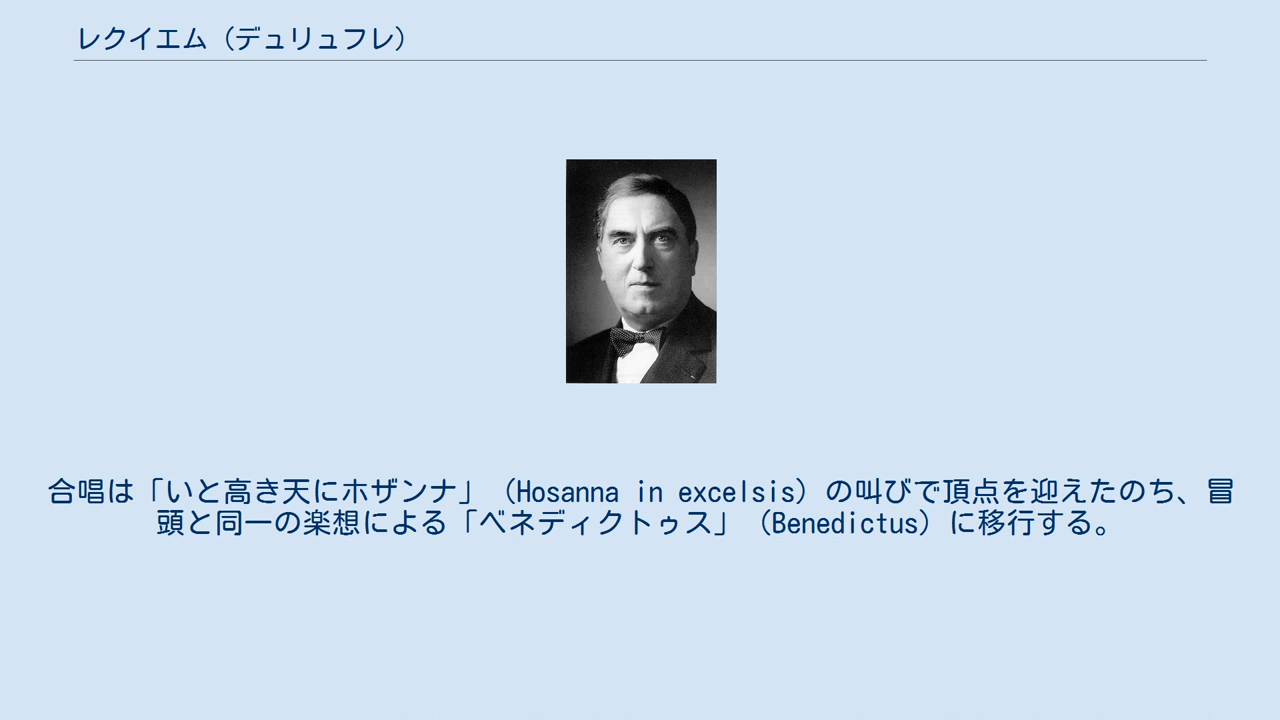 レクイエム（デュリュフレ）
合唱は「いと高き天にホザンナ」（Hosanna in excelsis）の叫びで頂点を迎えたのち、冒
頭と同一の楽想による「ベネディクトゥス」（Benedictus）に移行する。